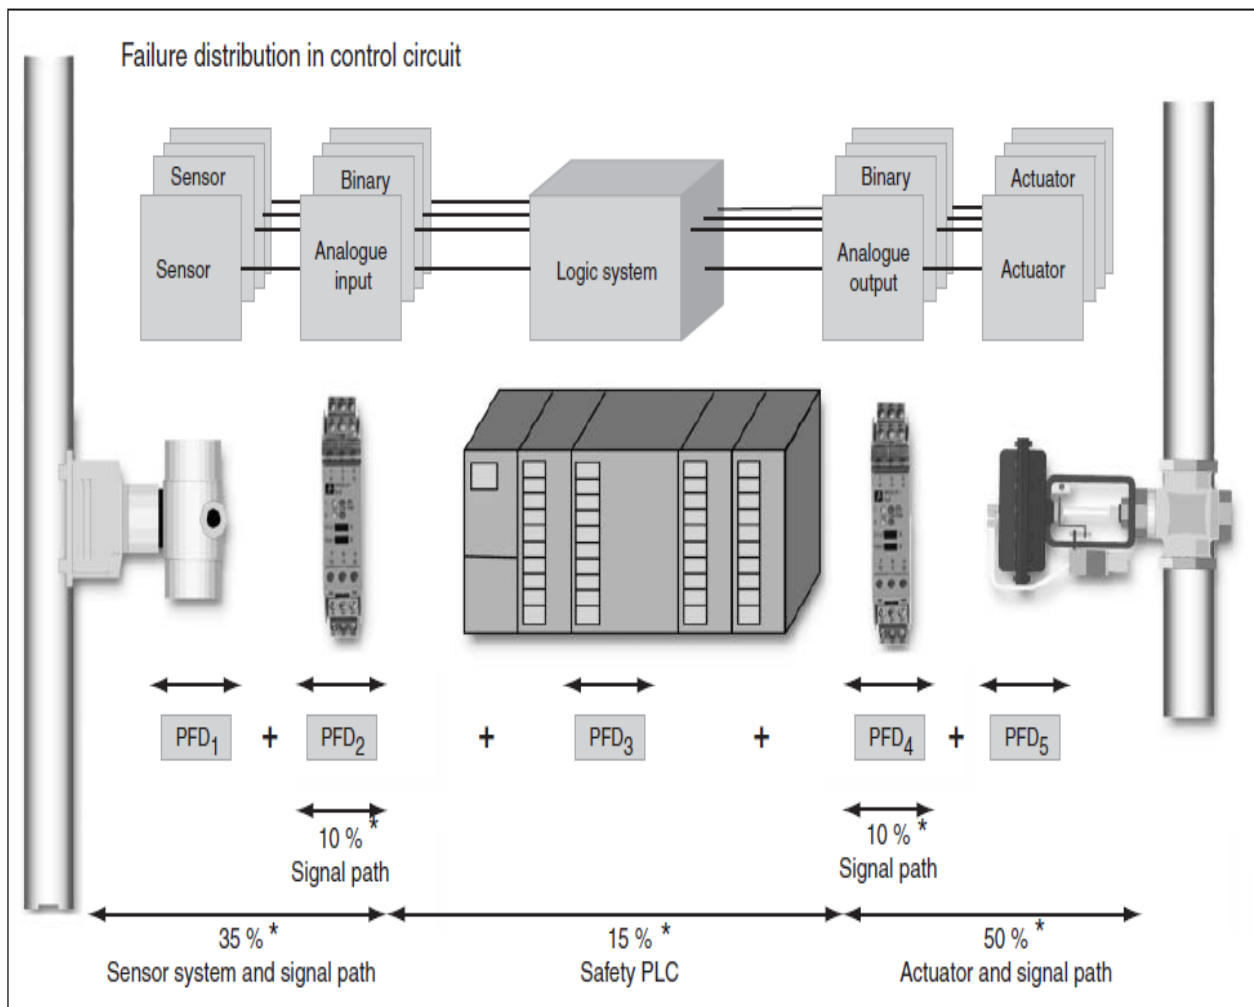 Failure distribution in control circuit
Sensor
Binary
Binary
Actuator
Sensor
Analogue
input
Logic system
Analogue
output
Actuator
PFD1 + PFD2 + PFD3 + PFD4 + PFD5
10 % *
Signal path
10 % *
Signal path
35 % *
Sensor system and signal path
15 % *
Safety PLC
50 % *
Actuator and signal path